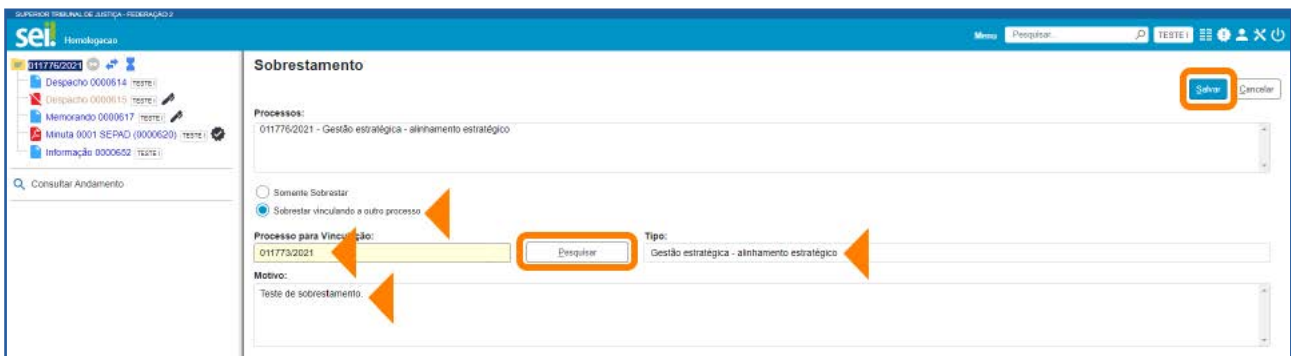 SUPERIOR TRIBUNAL DE JUSTIÇA - FEDERAÇÃO 2
sei. Homologacao
Menu Pesquisar... TESTE I
011776/2021
Despacho 0000614 TESTE I
Despacho 0000615 TESTE I
Memorando 0000617 TESTE I
Minuta 0001 SEPAD (0000620) TESTE I
Informação 0000652 TESTE I
Consultar Andamento
Sobrestamento
Salvar Cancelar
Processos:
011776/2021 - Gestão estratégica - alinhamento estratégico
Somente Sobrestar
Sobrestar vinculando a outro processo
Processo para Vinculação: Tipo:
011773/2021 Pesquisar Gestão estratégica - alinhamento estratégico
Motivo:
Teste de sobrestamento.